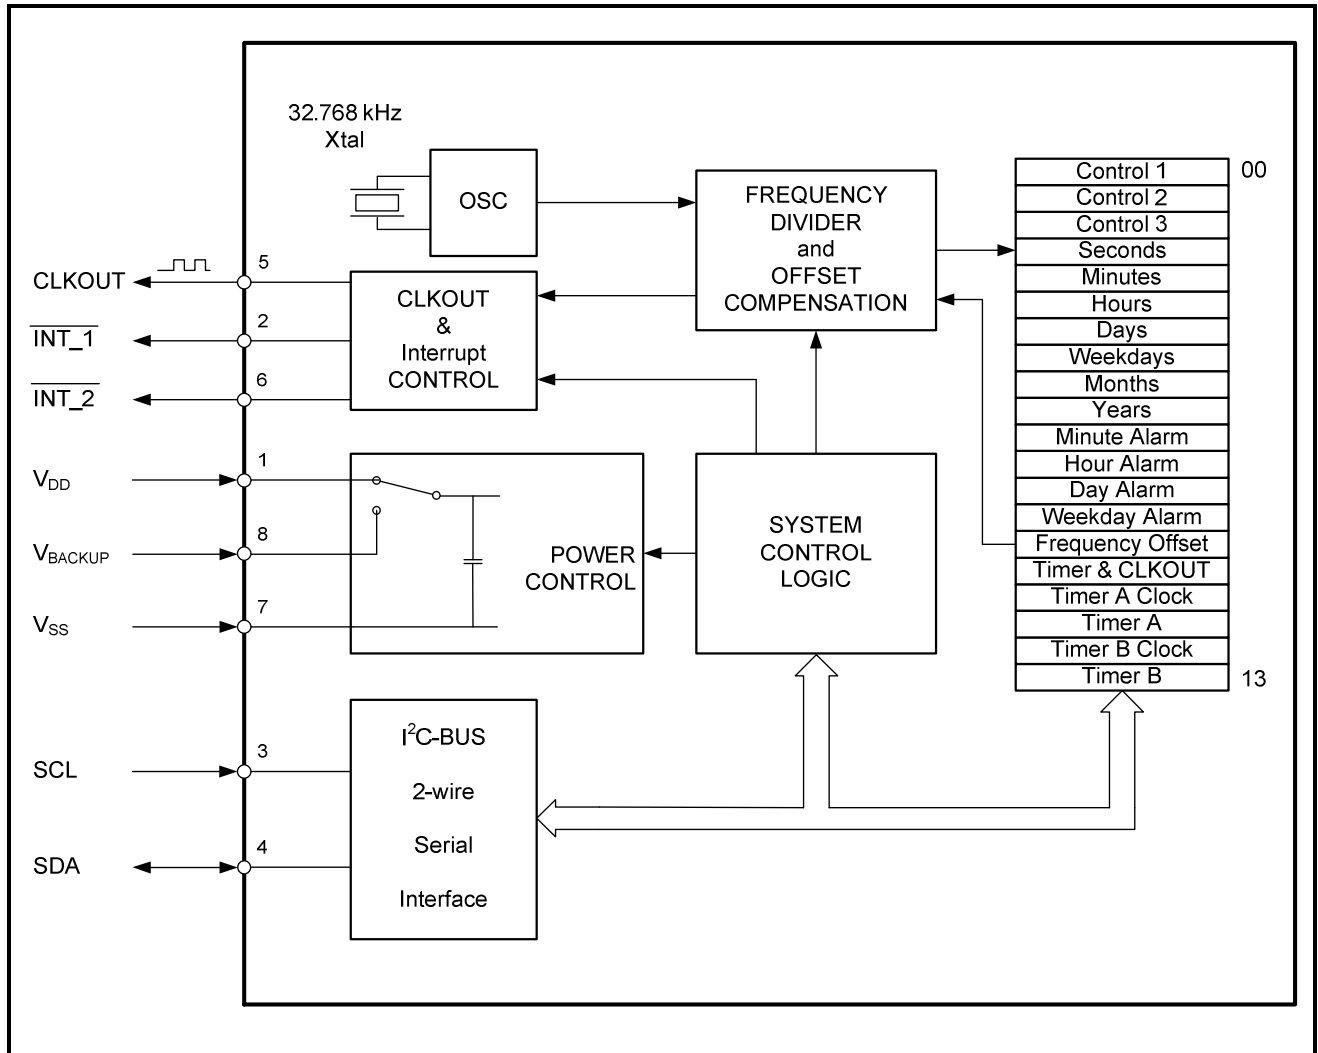 32.768 kHz
Xtal
OSC
FREQUENCY
DIVIDER
and
OFFSET
COMPENSATION
Control 1
00
Control 2
Control 3
Seconds
Minutes
Hours
Days
Weekdays
Months
Years
Minute Alarm
Hour Alarm
Day Alarm
Weekday Alarm
Frequency Offset
Timer & CLKOUT
Timer A Clock
Timer A
Timer B Clock
Timer B
13
CLKOUT
5
INT_1
2
INT_2
6
CLKOUT
&
Interrupt
CONTROL
VDD
1
VBACKUP
8
VSS
7
POWER
CONTROL
SYSTEM
CONTROL
LOGIC
SCL
3
SDA
4
I²C-BUS
2-wire
Serial
Interface